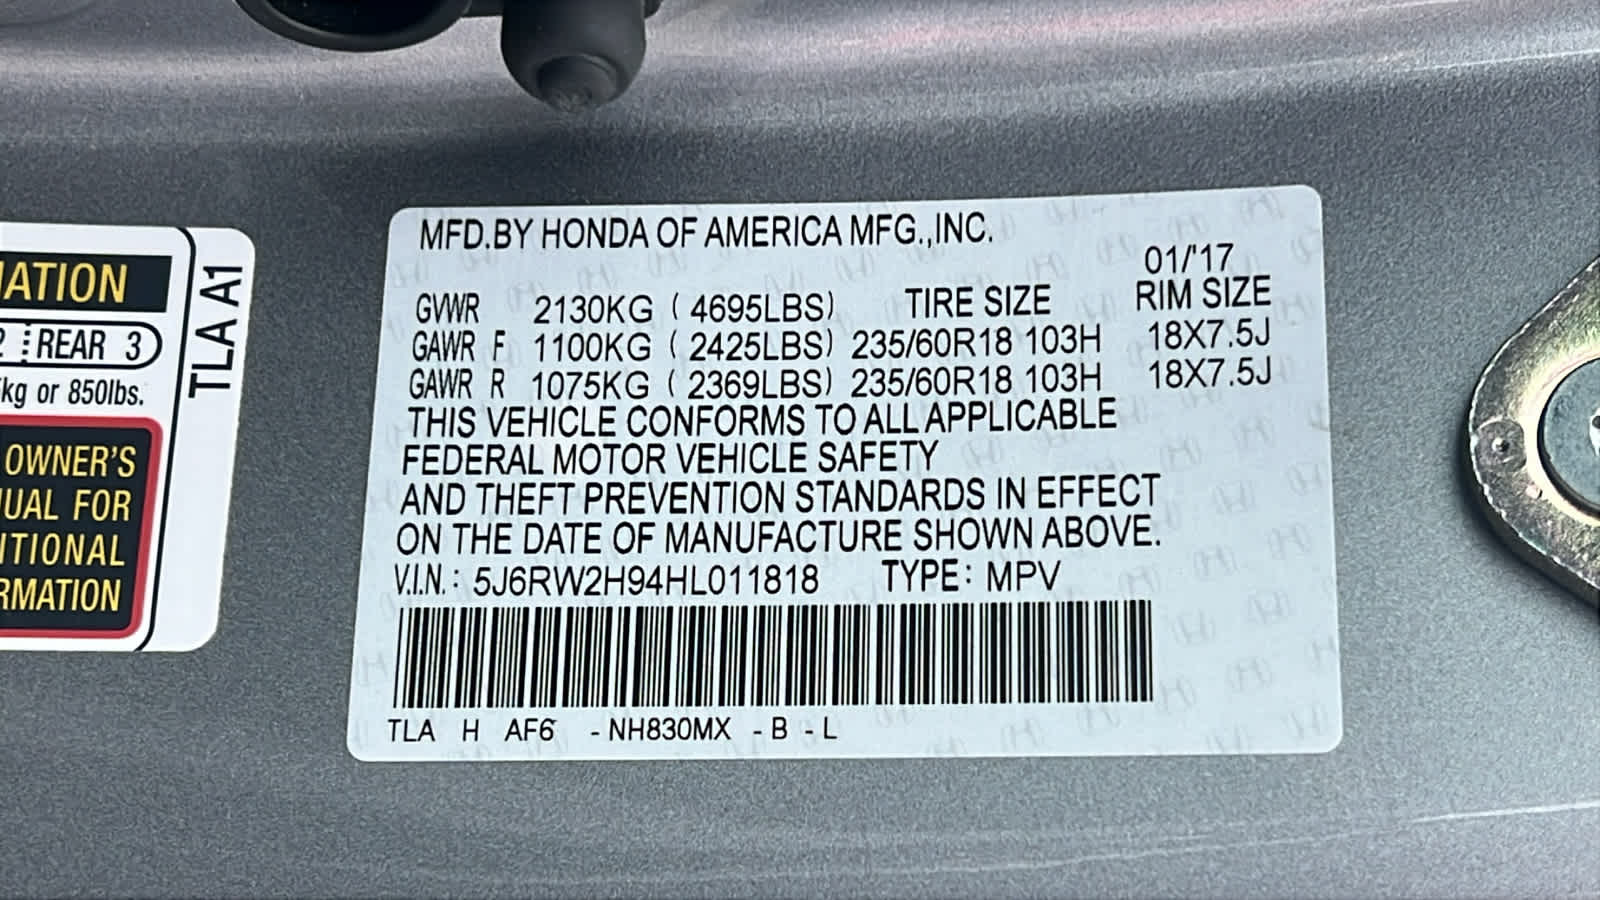 MATION
2 REAR 3
kg or 850lbs.
OWNER'S
UAL FOR
ITIONAL
RMATION
TLA A1
MFD.BY HONDA OF AMERICA MFG.,INC.
01/'17
GVWR 2130KG ( 4695LBS) TIRE SIZE RIM SIZE
GAWR F 1100KG ( 2425LBS) 235/60R18 103H 18X7.5J
GAWR R 1075KG ( 2369LBS) 235/60R18 103H 18X7.5J
THIS VEHICLE CONFORMS TO ALL APPLICABLE
FEDERAL MOTOR VEHICLE SAFETY
AND THEFT PREVENTION STANDARDS IN EFFECT
ON THE DATE OF MANUFACTURE SHOWN ABOVE.
V.I.N.: 5J6RW2H94HL011818 TYPE: MPV
TLA H AF6 -NH830MX -B -L